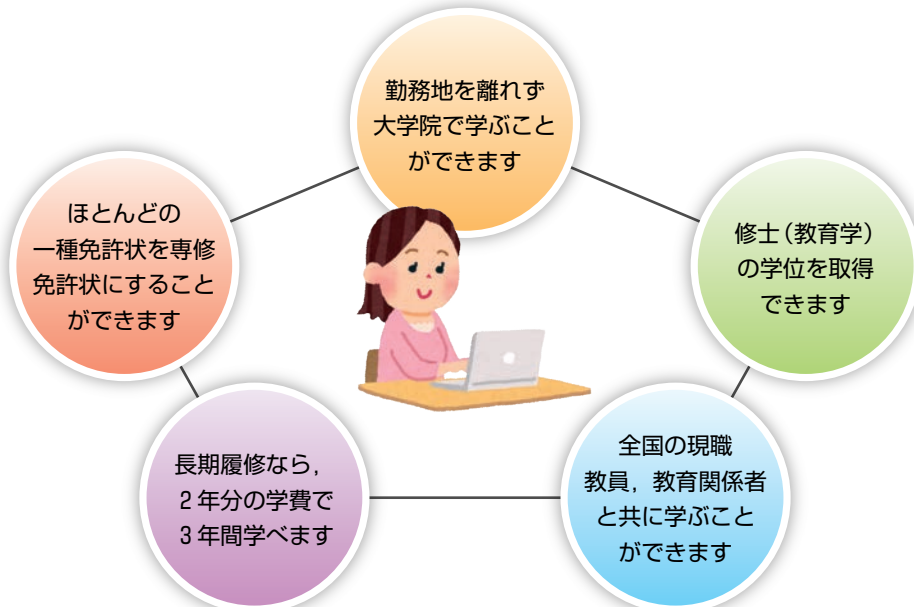 勤務地を離れず
大学院で学ぶこと
ができます
ほとんどの
一種免許状を専修
免許状にすること
ができます
修士（教育学）
の学位を取得
できます
長期履修なら，
2年分の学費で
3年間学べます
全国の現職
教員，教育関係者
と共に学ぶこと
ができます